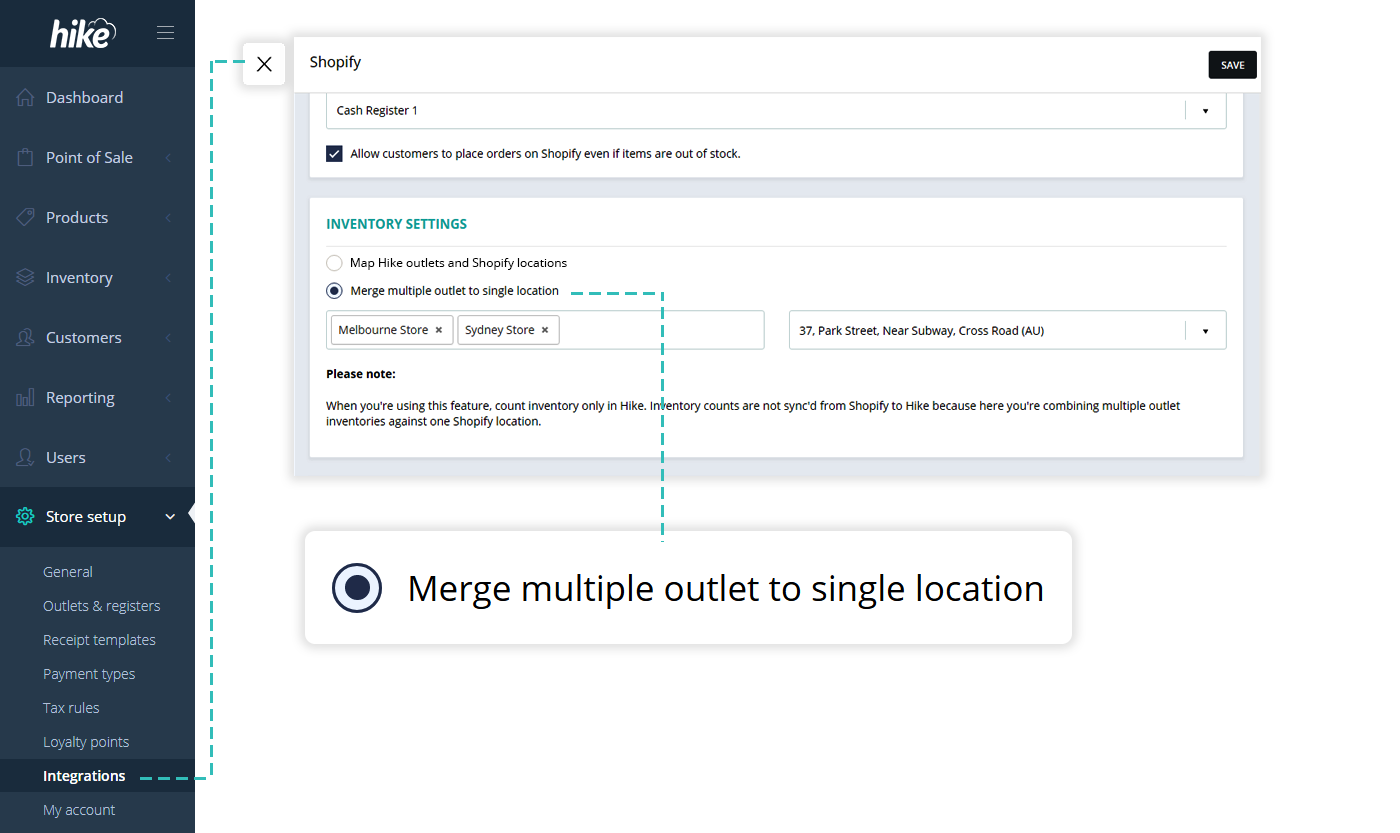 hike
Dashboard
Point of Sale
Products
Inventory
Customers
Reporting
Users
Store setup
General
Outlets & registers
Receipt templates
Payment types
Tax rules
Loyalty points
Integrations
My account
Shopify
SAVE
Cash Register 1
Allow customers to place orders on Shopify even if items are out of stock.
INVENTORY SETTINGS
Map Hike outlets and Shopify locations
Merge multiple outlet to single location
Melbourne Store × Sydney Store ×
37, Park Street, Near Subway, Cross Road (AU)
Please note:
When you're using this feature, count inventory only in Hike. Inventory counts are not sync'd from Shopify to Hike because here you're combining multiple outlet
inventories against one Shopify location.
Merge multiple outlet to single location